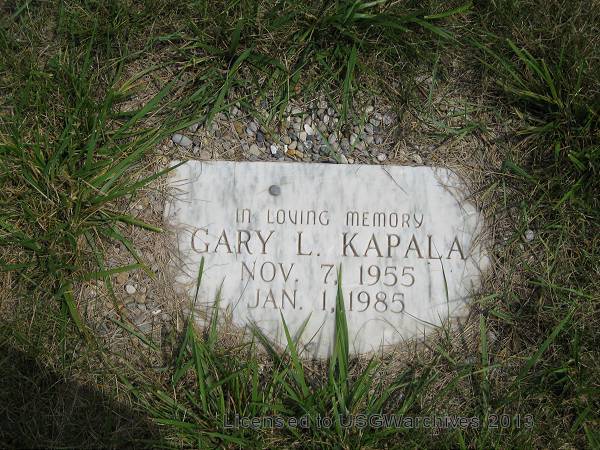 IN LOVING MEMORY
GARY L. KAPALA
NOV. 7, 1955
JAN. 1, 1985
Licensed to USGWarchives 2013